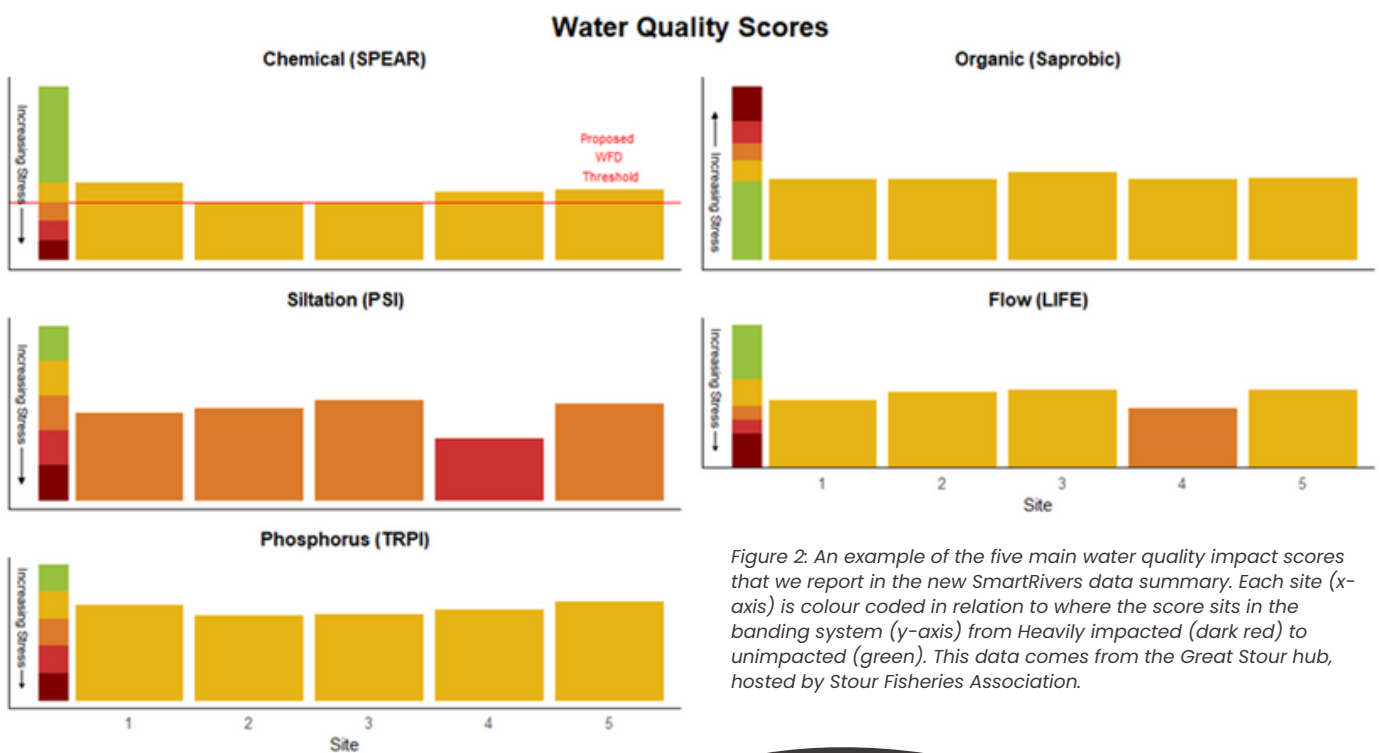 Water Quality Scores
Chemical (SPEAR)
Increasing Stress
Proposed
WFD
Threshold
Organic (Saprobic)
Increasing Stress
Siltation (PSI)
Increasing Stress
Flow (LIFE)
Increasing Stress
1 2 3 4 5
Site
Phosphorus (TRPI)
Increasing Stress
1 2 3 4 5
Site
Figure 2: An example of the five main water quality impact scores
that we report in the new SmartRivers data summary. Each site (x-
axis) is colour coded in relation to where the score sits in the
banding system (y-axis) from Heavily impacted (dark red) to
unimpacted (green). This data comes from the Great Stour hub,
hosted by Stour Fisheries Association.